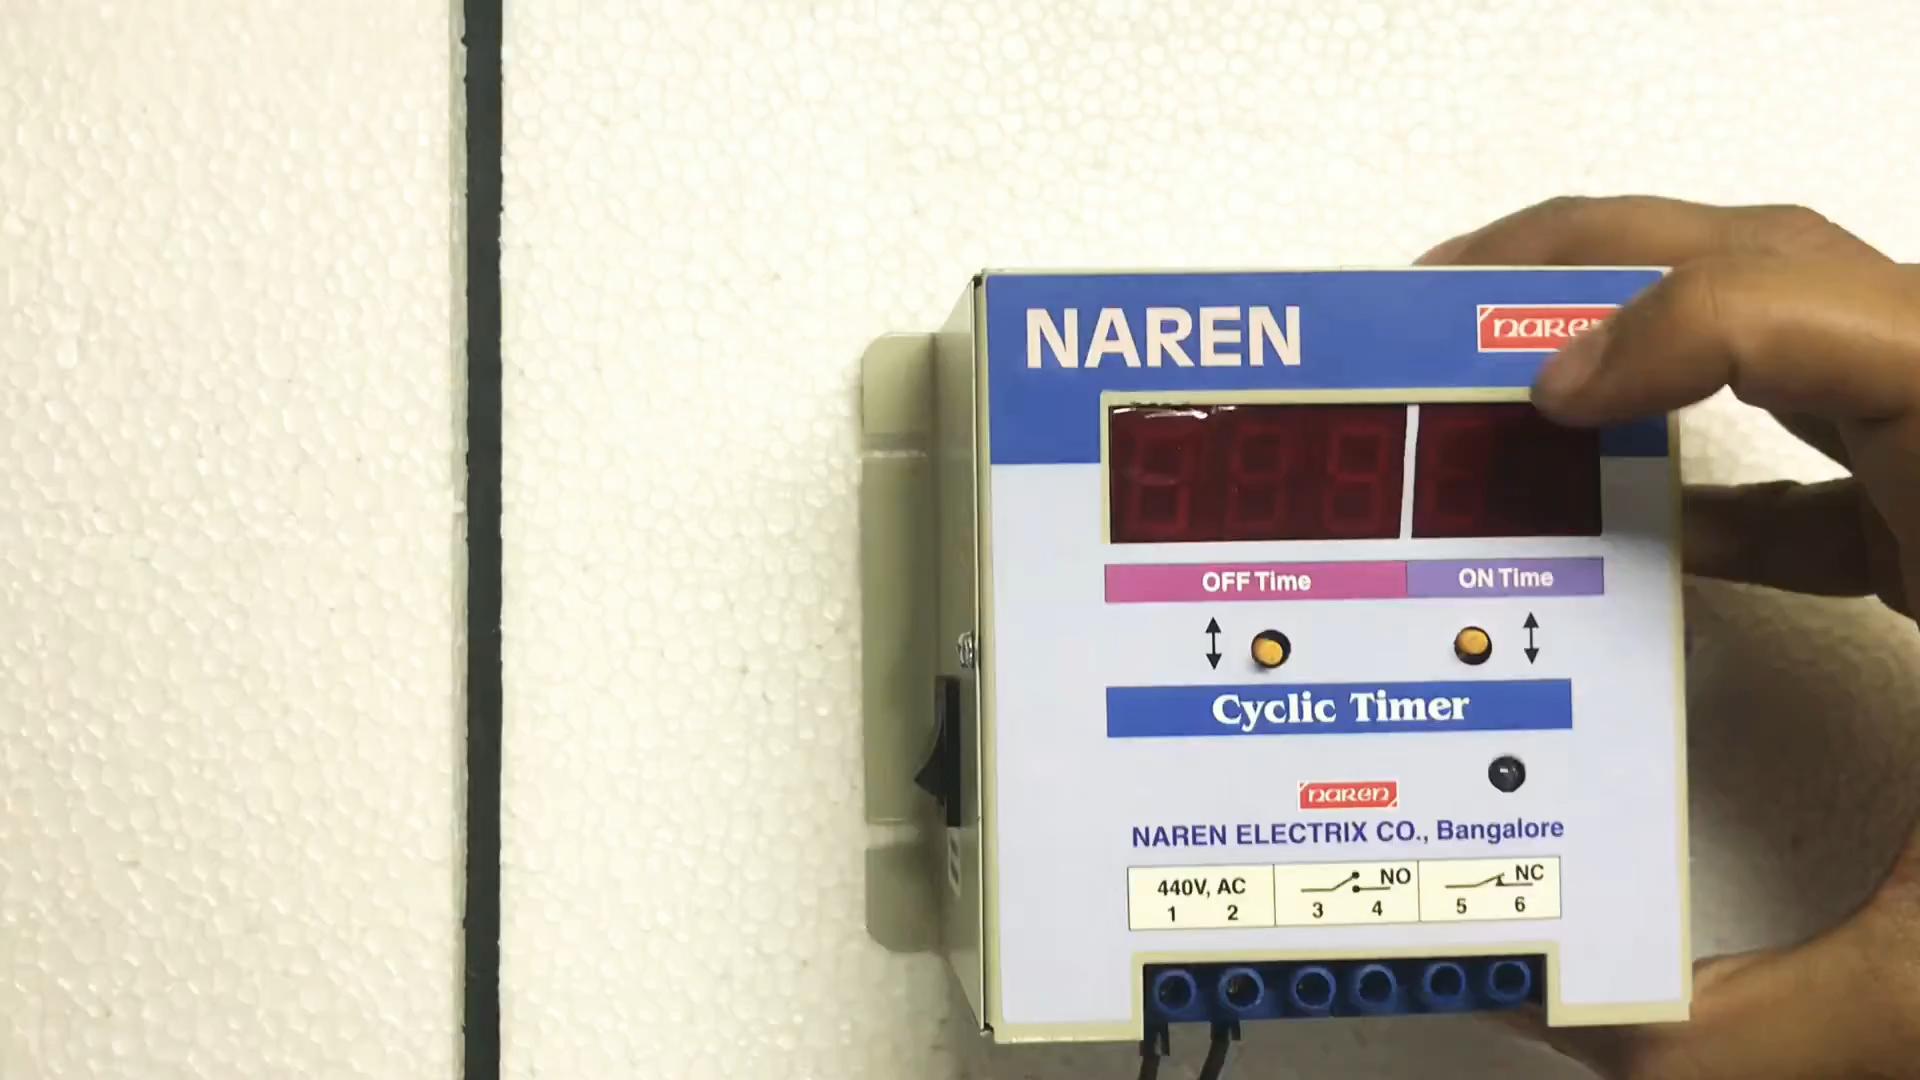 NAREN
naren
OFF Time
ON Time
Cyclic Timer
naren
NAREN ELECTRIX CO., Bangalore
440V, AC
1 2
NO
3 4
NC
5 6